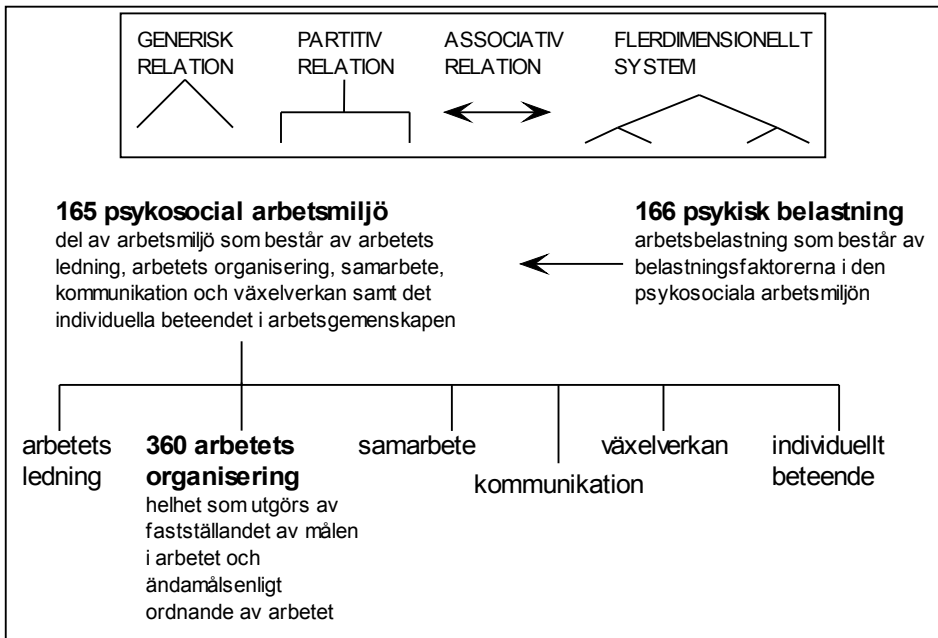 GENERISK
RELATION
PARTITIV
RELATION
ASSOCIATIV
RELATION
FLERDIMENSIONELLT
SYSTEM
165 psykosocial arbetsmiljö
del av arbetsmiljö som består av arbetets
ledning, arbetets organisering, samarbete,
kommunikation och växelverkan samt det
individuella beteendet i arbetsgemenskapen
166 psykisk belastning
arbetsbelastning som består av
belastningsfaktorerna i den
psykosociala arbetsmiljön
arbetets
ledning
360 arbetets
organisering
helhet som utgörs av
fastställandet av målen
i arbetet och
ändamålsenligt
ordnande av arbetet
samarbete
kommunikation
växelverkan
individuellt
beteende